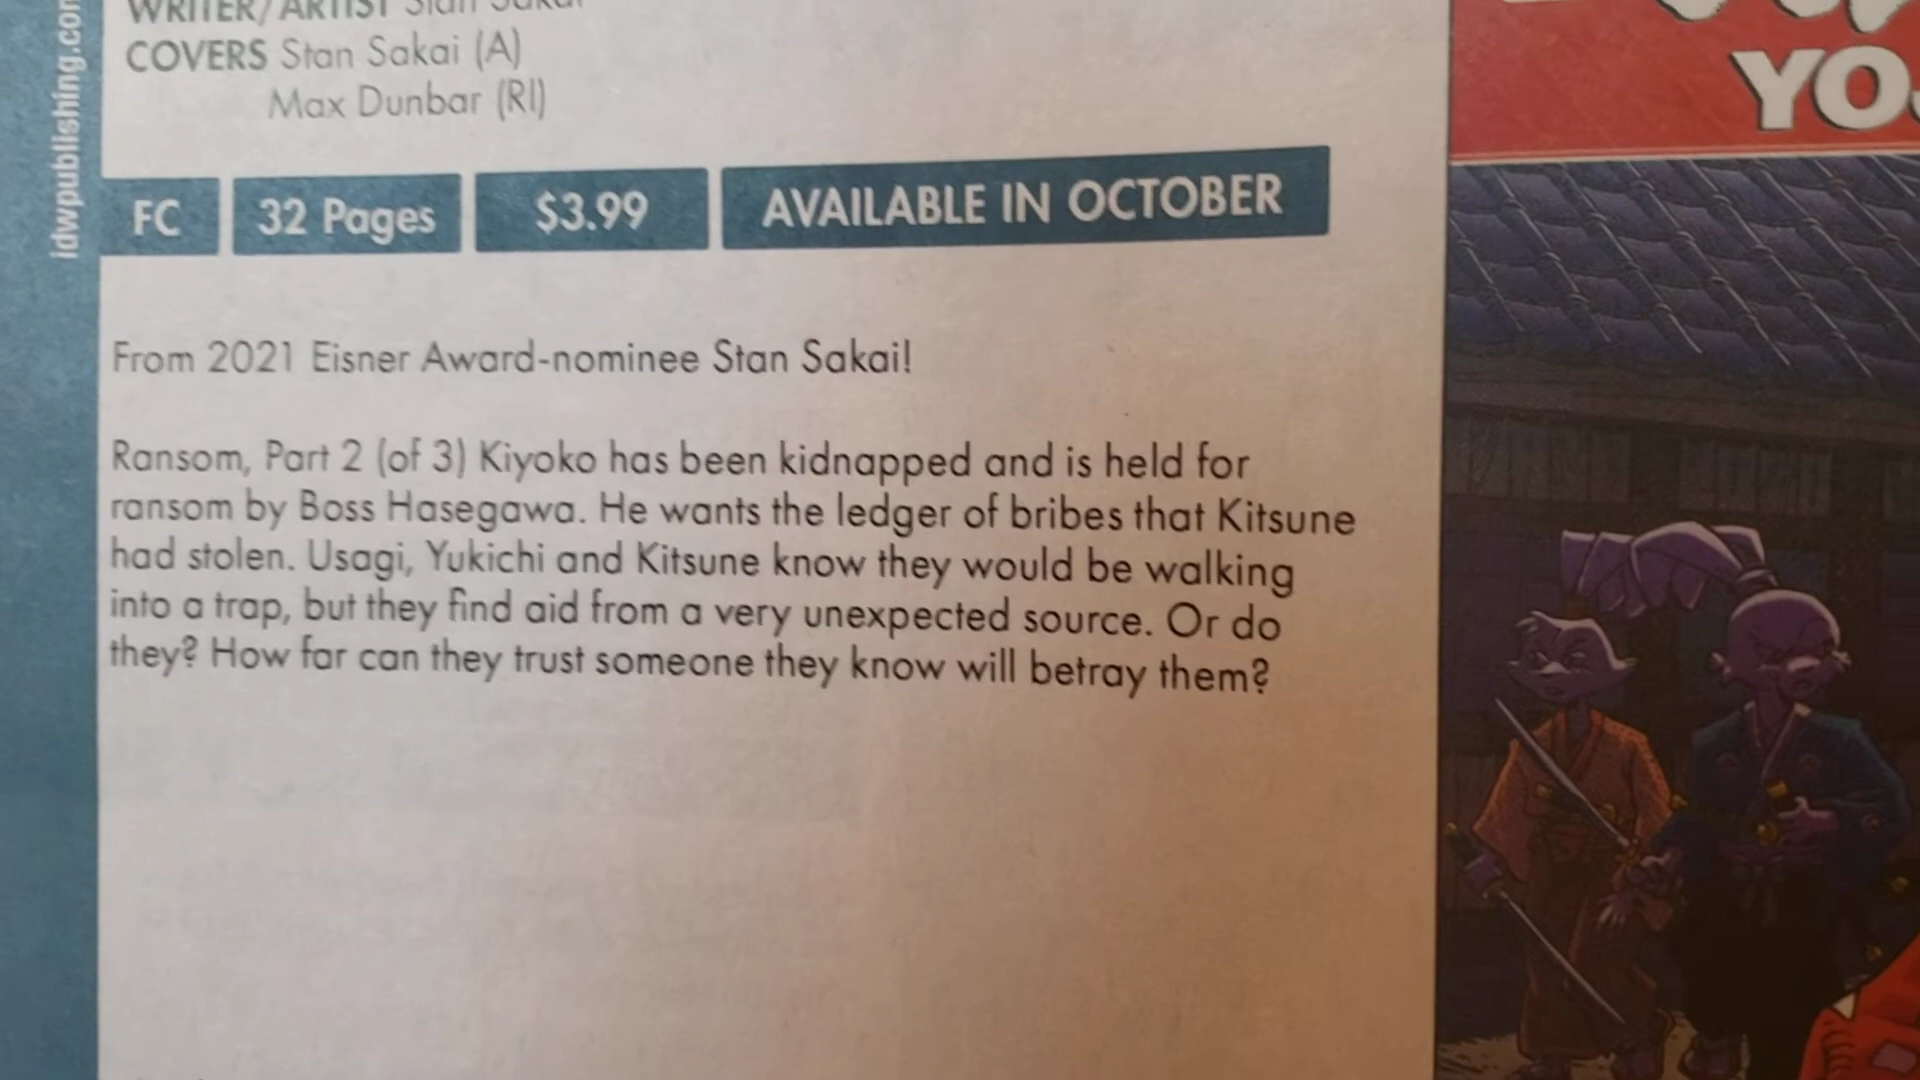 WRITER/ARTIST Stan Sakai
COVERS Stan Sakai (A)
Max Dunbar (RI)
idwpublishing.com
FC 32 Pages $3.99 AVAILABLE IN OCTOBER
From 2021 Eisner Award-nominee Stan Sakai!
Ransom, Part 2 (of 3) Kiyoko has been kidnapped and is held for
ransom by Boss Hasegawa. He wants the ledger of bribes that Kitsune
had stolen. Usagi, Yukichi and Kitsune know they would be walking
into a trap, but they find aid from a very unexpected source. Or do
they? How far can they trust someone they know will betray them?
YO